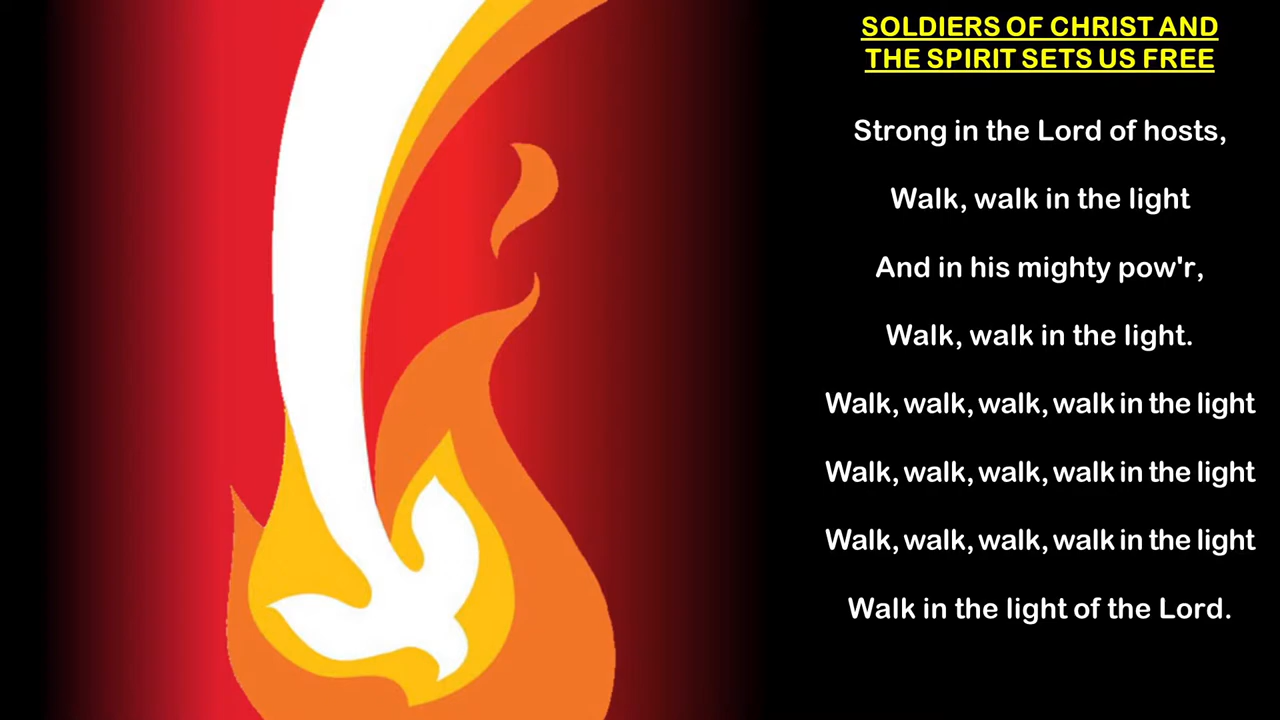 SOLDIERS OF CHRIST AND
THE SPIRIT SETS US FREE
Strong in the Lord of hosts,
Walk, walk in the light
And in his mighty pow'r,
Walk, walk in the light.
Walk, walk, walk, walk in the light
Walk, walk, walk, walk in the light
Walk, walk, walk, walk in the light
Walk in the light of the Lord.